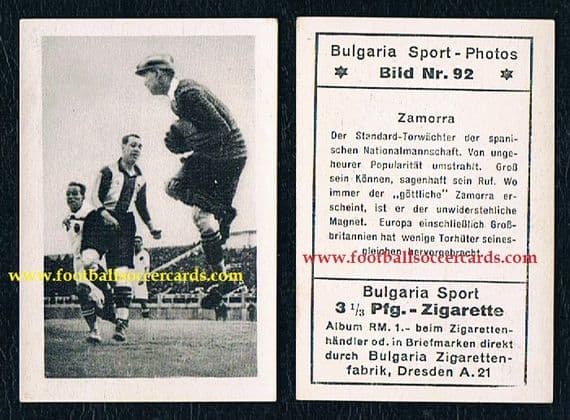 www.footballsoccercards.com
Bulgaria Sport - Photos
Bild Nr. 92
Zamorra
Der Standard-Torwächter der spani-
schen Nationalmannschaft. Von unge-
heurer Popularität umstrahlt. Groß
sein Können, sagenhaft sein Ruf. Wo
immer der „göttliche" Zamorra er-
scheint, ist er der unwiderstehliche
Magnet. Europa einschließlich Groß-
britannien hat wenige Torhüter seines-
gleichen hervorgebracht.
www.footballsoccercards.com
Bulgaria Sport
3 1/3 Pfg. - Zigarette
Album RM. 1.- beim Zigaretten-
händler od. in Briefmarken direkt
durch Bulgaria Zigaretten-
fabrik, Dresden A. 21